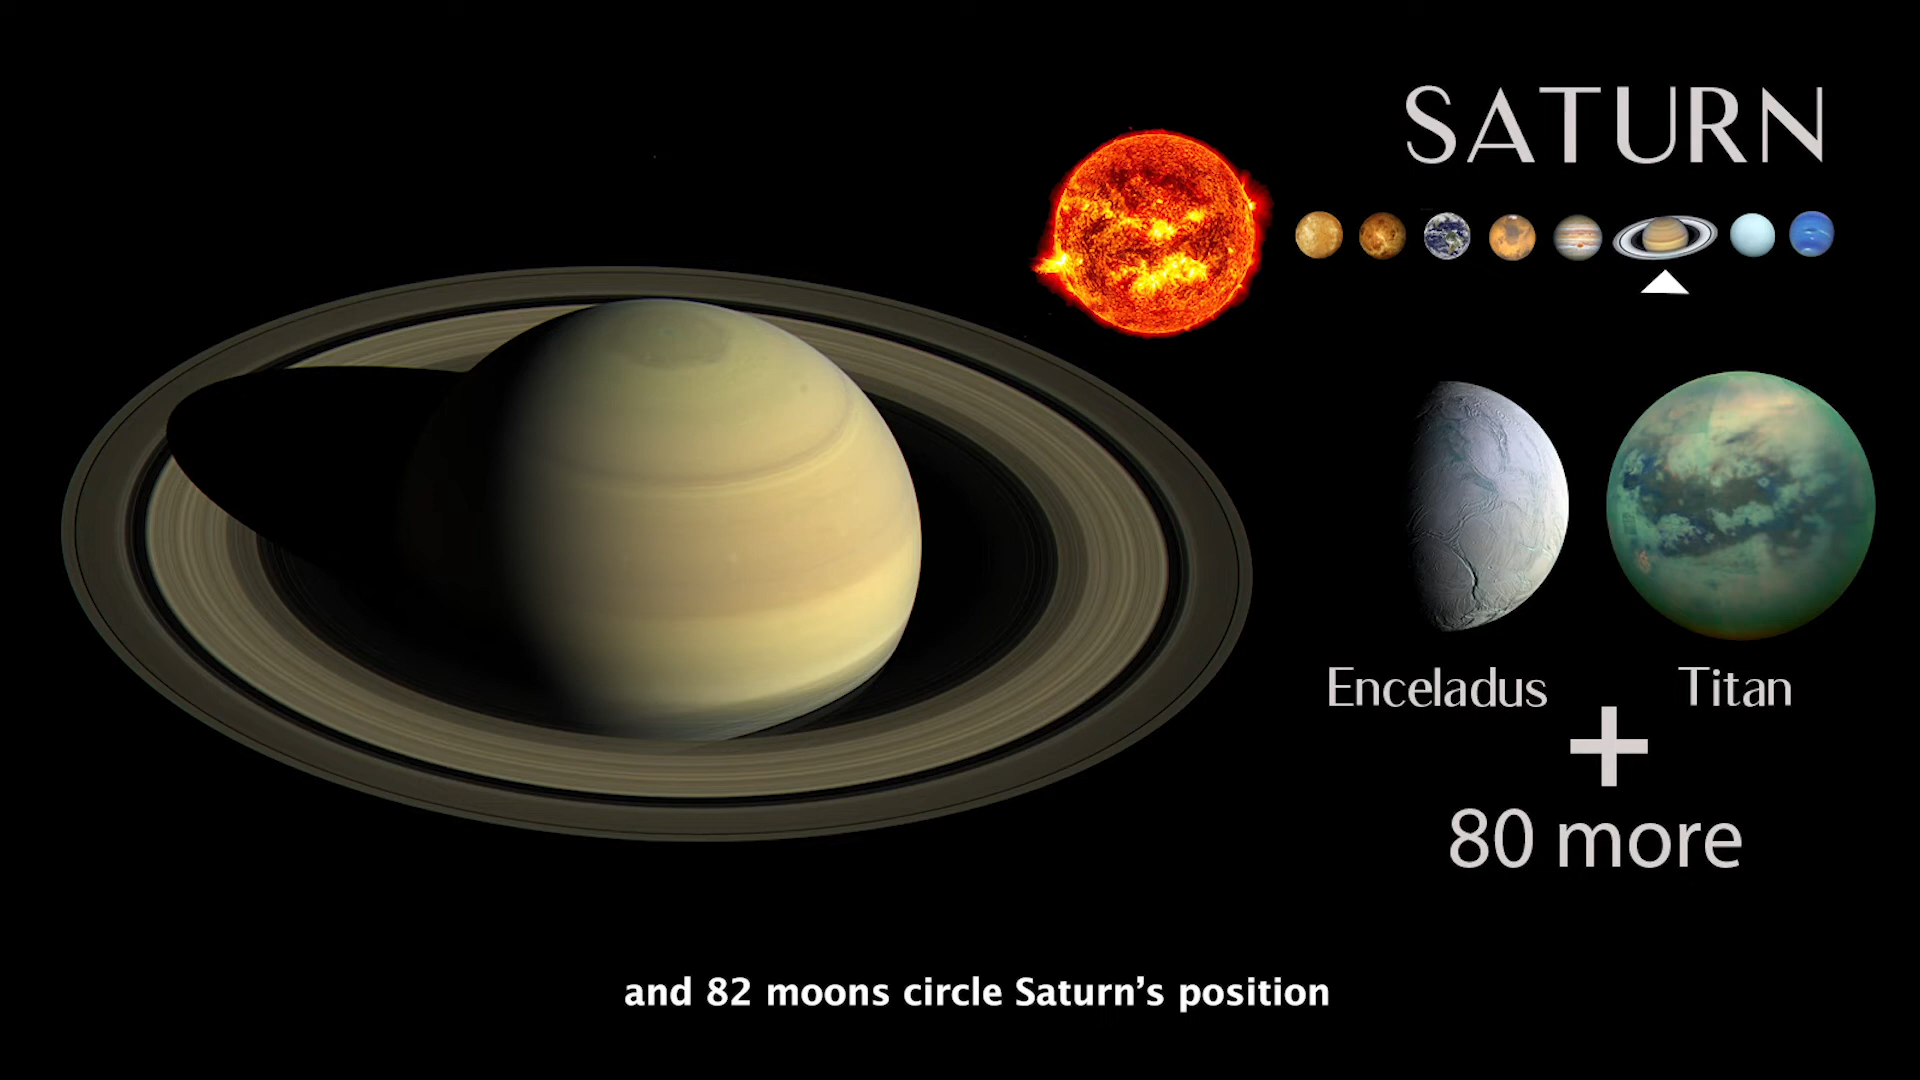 SATURN
Enceladus
Titan
+
80 more
and 82 moons circle Saturn’s position